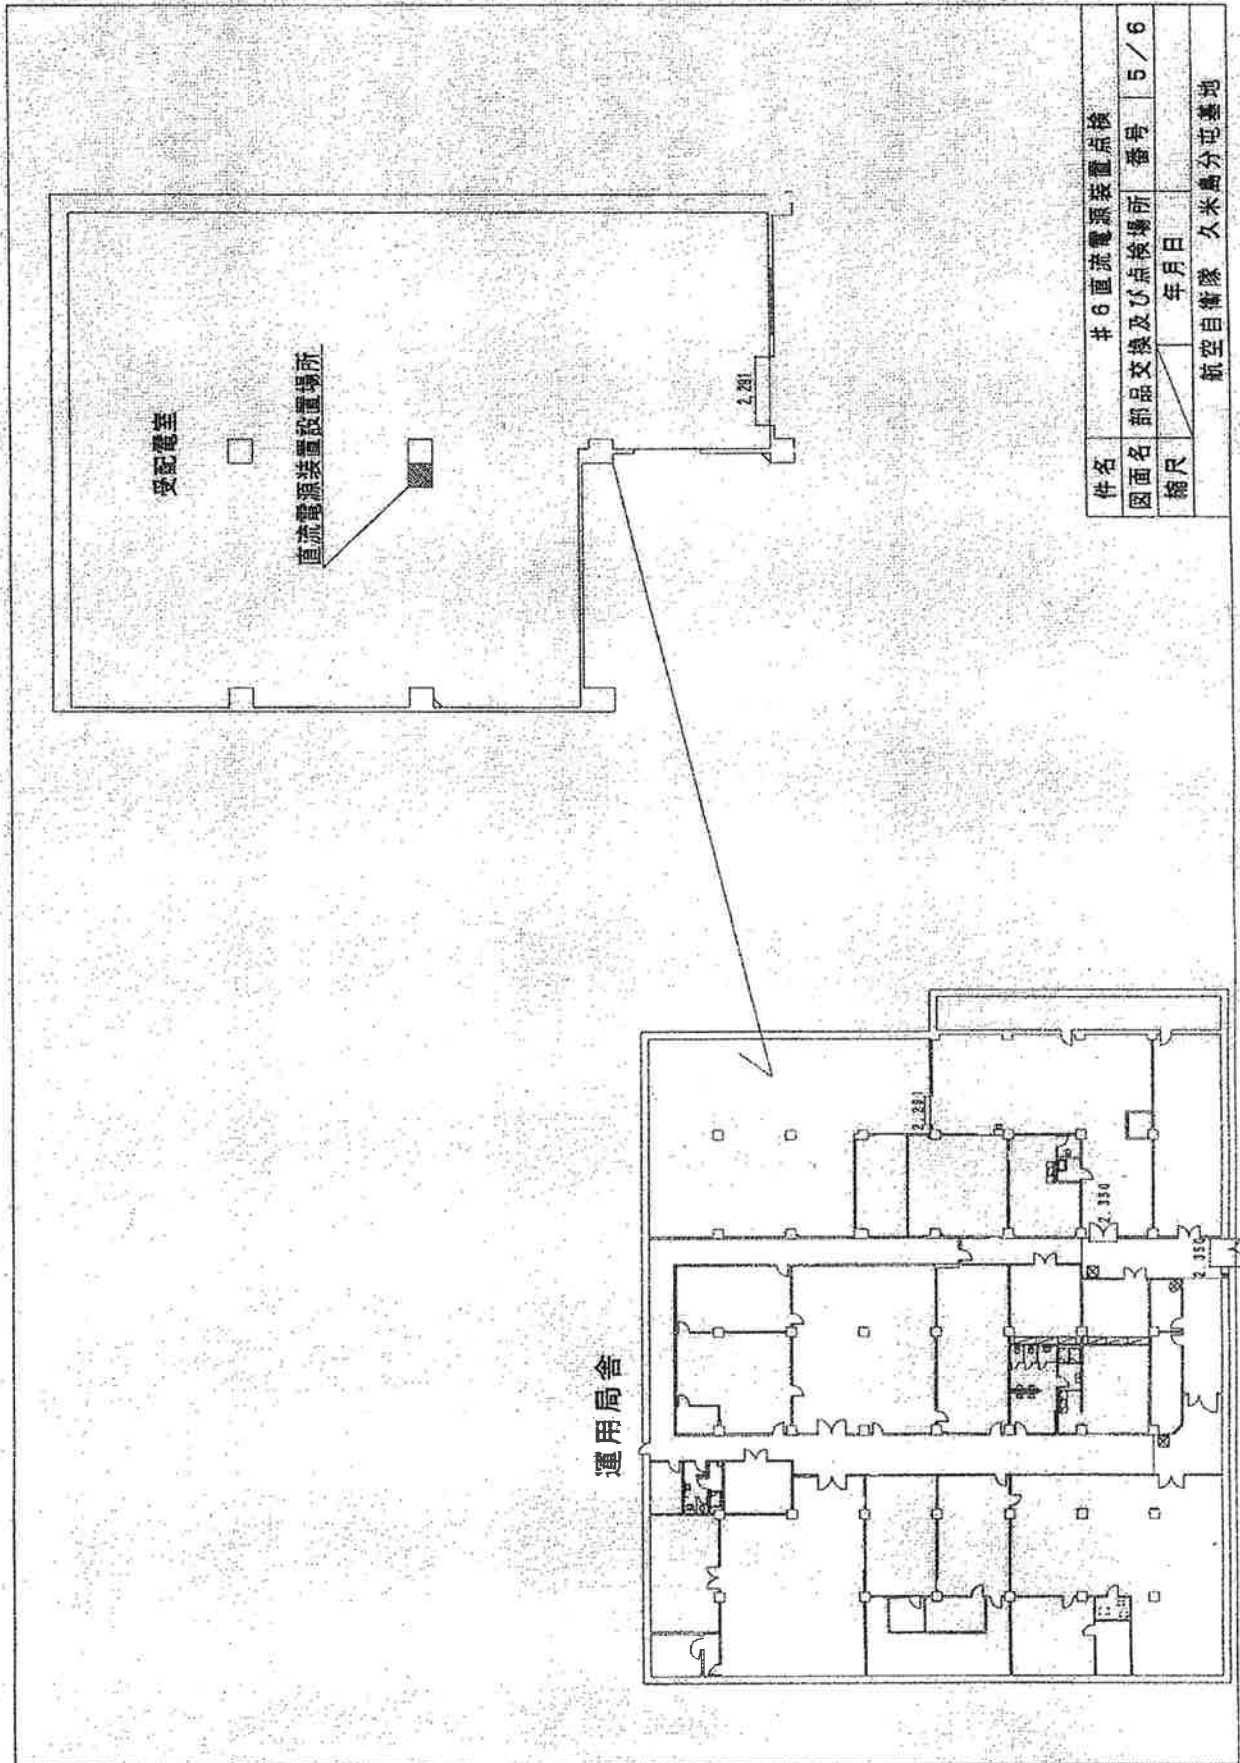 運用局舎
2.350
2.350
2.291
受配電室
直流電源装置設置場所
2.291
件名 #6直流電源装置点検
図面名 部品交換及び点検場所 番号 5/6
縮尺 年月日
航空自衛隊 久米島分屯基地